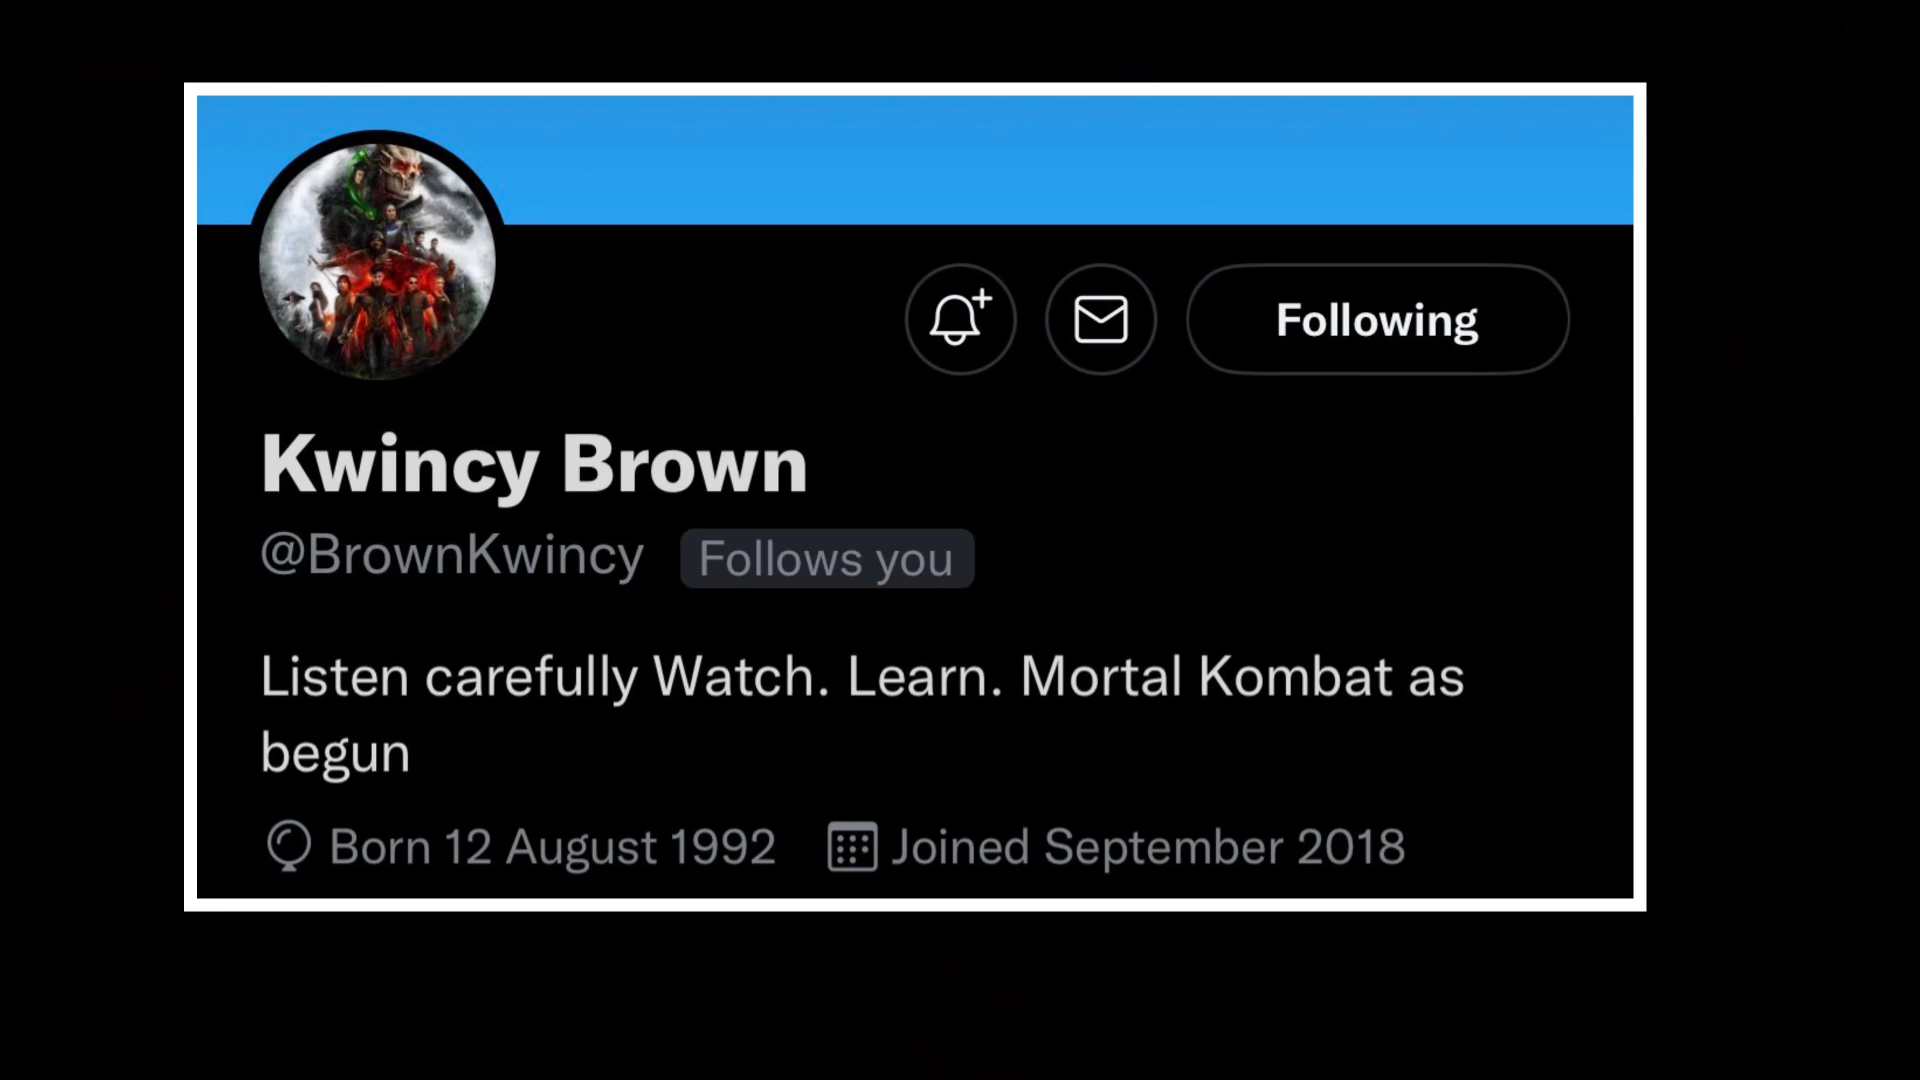 Following
Kwincy Brown
@BrownKwincy Follows you
Listen carefully Watch. Learn. Mortal Kombat as
begun
Born 12 August 1992 Joined September 2018